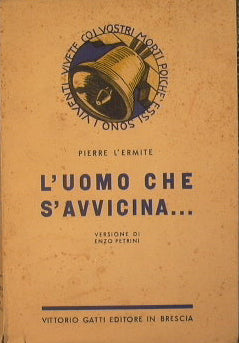 VIVETE COI VOSTRI MORTI POICHÈ ESSI SONO I VIVENTI
PIERRE L'ERMITE
L'UOMO CHE
S'AVVICINA...
VERSIONE DI
ENZO PETRINI
VITTORIO GATTI EDITORE IN BRESCIA